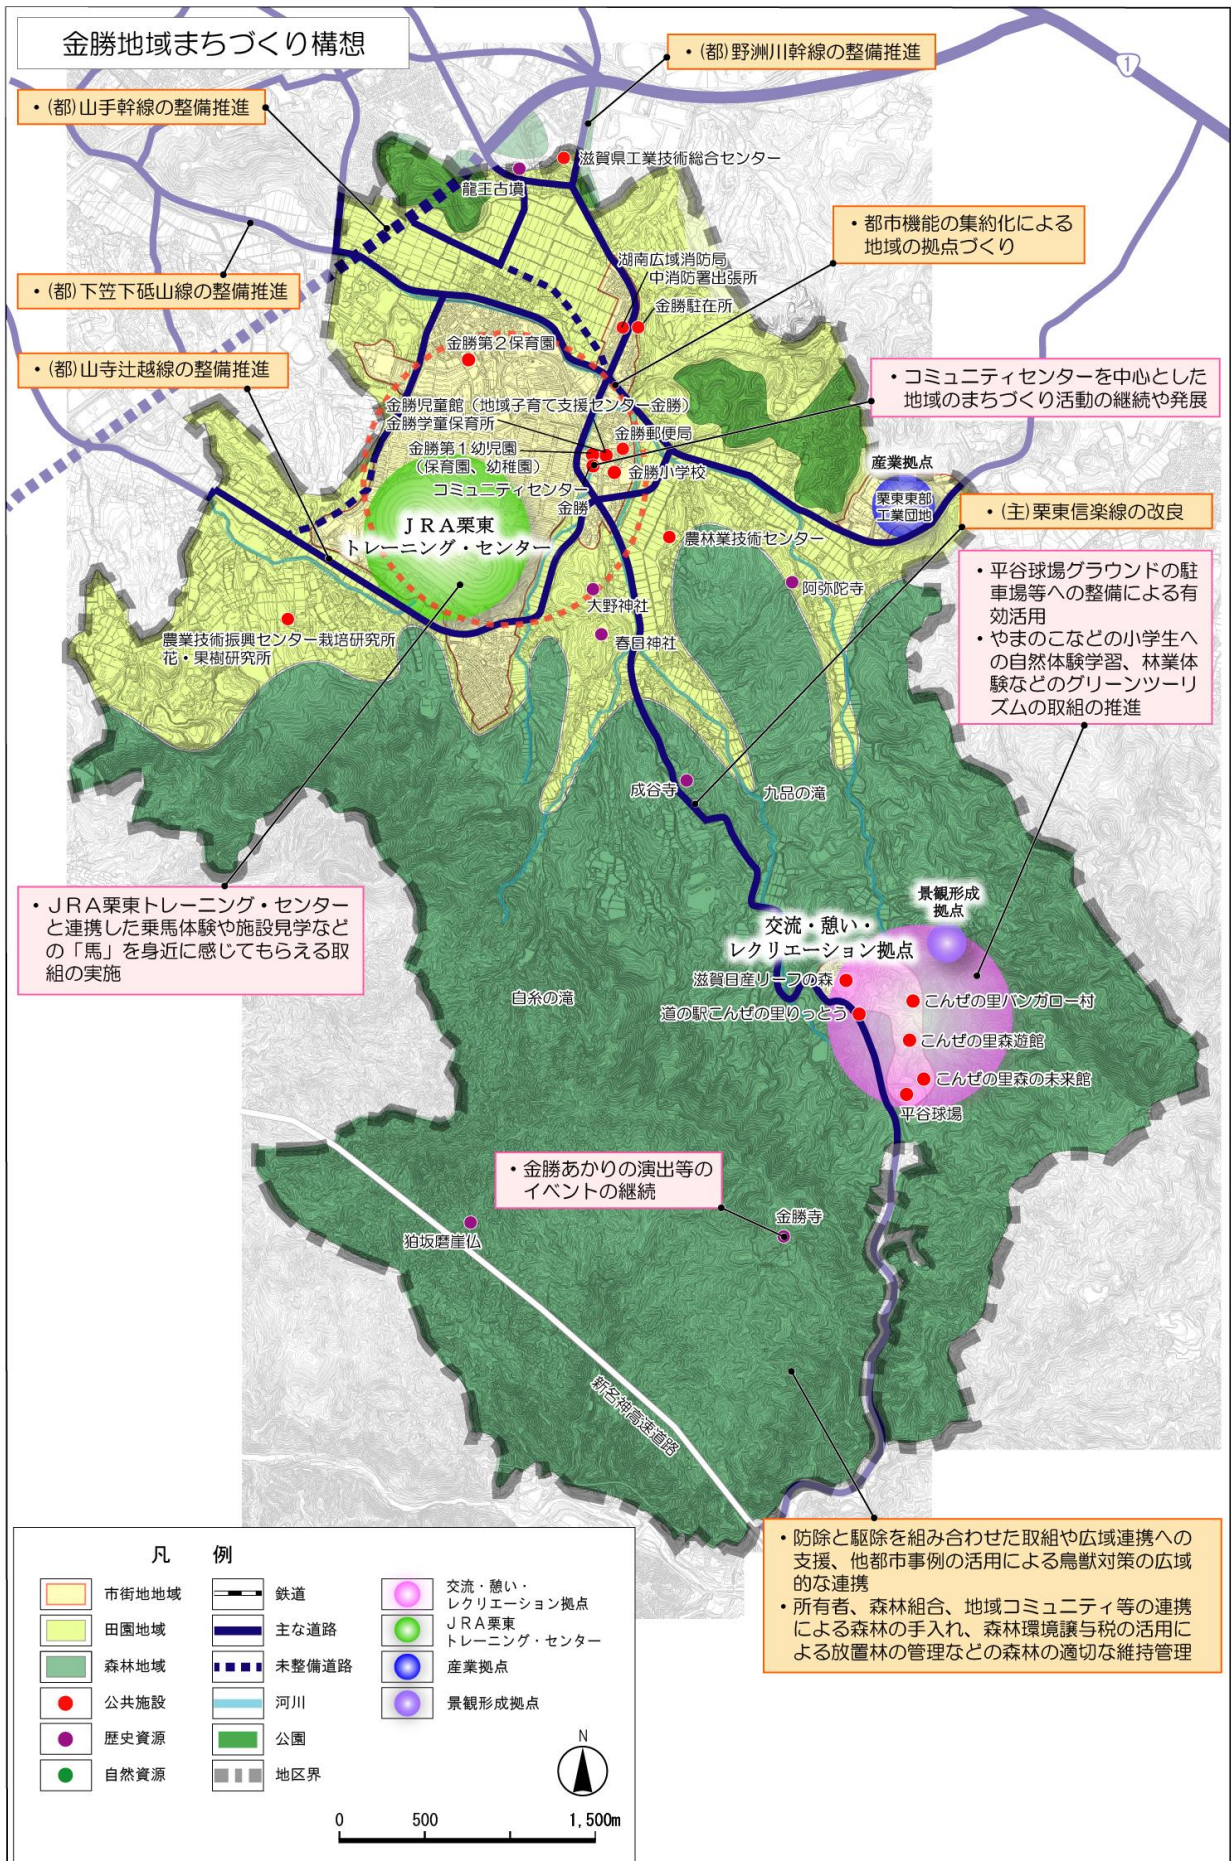 金勝地域まちづくり構想
・(都)野洲川幹線の整備推進
1
・(都)山手幹線の整備推進
滋賀県工業技術総合センター
龍王古墳
・都市機能の集約化による
地域の拠点づくり
湖南広域消防局
中消防署出張所
・(都)下笠下砥山線の整備推進
金勝駐在所
金勝第2保育園
・(都)山寺辻越線の整備推進
・コミュニティセンターを中心とした
地域のまちづくり活動の継続や発展
金勝児童館(地域子育て支援センター金勝)
金勝学童保育所
金勝郵便局
金勝第1幼児園
(保育園、幼稚園)
金勝小学校
コミュニティセンター
金勝
産業拠点
栗東東部
工業団地
・(主)栗東信楽線の改良
JRA栗東
トレーニング・センター
農林業技術センター
・平谷球場グラウンドの駐
車場等への整備による有
効活用
・やまのこなどの小学生へ
の自然体験学習、林業体
験などのグリーンツーリ
ズムの取組の推進
阿弥陀寺
大野神社
農業技術振興センター栽培研究所
花・果樹研究所
春日神社
成谷寺
九品の滝
・JRA栗東トレーニング・センター
と連携した乗馬体験や施設見学など
の「馬」を身近に感じてもらえる取
組の実施
景観形成
拠点
交流・憩い・
レクリエーション拠点
滋賀日産リーフの森
白糸の滝
こんぜの里バンガロー村
道の駅こんぜの里りっとう
こんぜの里森遊館
こんぜの里森の未来館
平谷球場
・金勝あかりの演出等の
イベントの継続
金勝寺
狛坂磨崖仏
新名神高速道路
・防除と駆除を組み合わせた取組や広域連携への
支援、他都市事例の活用による鳥獣対策の広域
的な連携
・所有者、森林組合、地域コミュニティ等の連携
による森林の手入れ、森林環境譲与税の活用に
よる放置林の管理などの森林の適切な維持管理
凡 例
市街地地域
田園地域
森林地域
公共施設
歴史資源
自然資源
鉄道
主な道路
未整備道路
河川
公園
地区界
交流・憩い・
レクリエーション拠点
JRA栗東
トレーニング・センター
産業拠点
景観形成拠点
N
0 500 1,500m